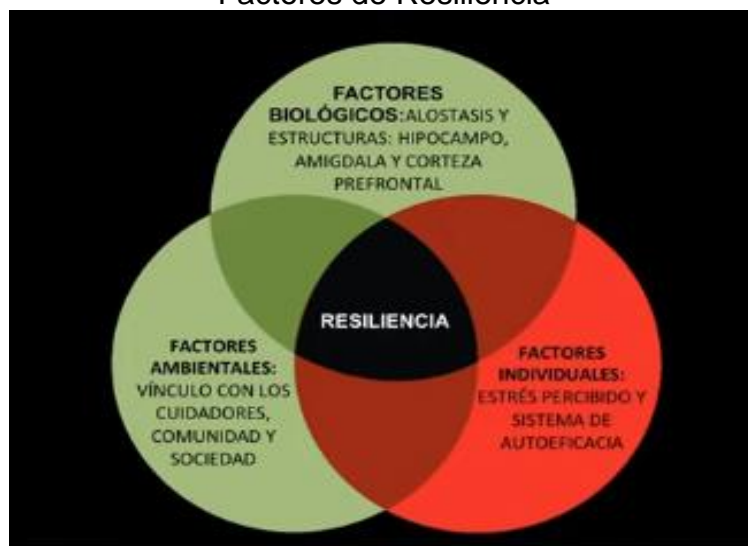 Factores de Resiliencia
FACTORES
BIOLÓGICOS:ALOSTASIS Y
ESTRUCTURAS: HIPOCAMPO,
AMIGDALA Y CORTEZA
PREFRONTAL
RESILIENCIA
FACTORES
AMBIENTALES:
VÍNCULO CON LOS
CUIDADORES,
COMUNIDAD Y
SOCIEDAD
FACTORES
INDIVIDUALES:
ESTRÉS PERCIBIDO Y
SISTEMA DE
AUTOEFICACIA